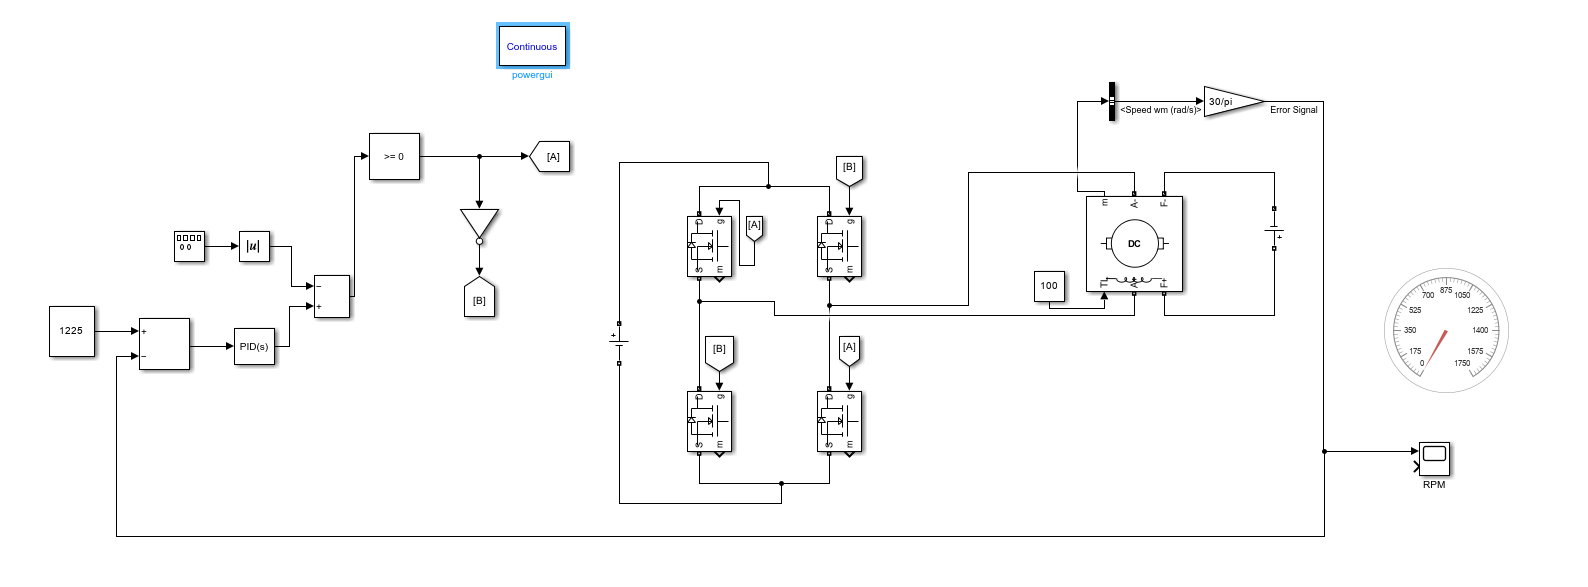 Continuous
powergui
30/pi
<Speed wm (rad/s)>
Error Signal
>= 0
[A]
[B]
|u|
[B]
1225
+
−
PID(s)
−
+
[B]
D
g
[A]
S
m
D
g
S
m
+
[B]
[A]
D
g
S
m
D
g
S
m
m
A-
F-
DC
TL
A+
F+
100
+
0
175
350
525
700
875
1050
1225
1400
1575
1750
RPM